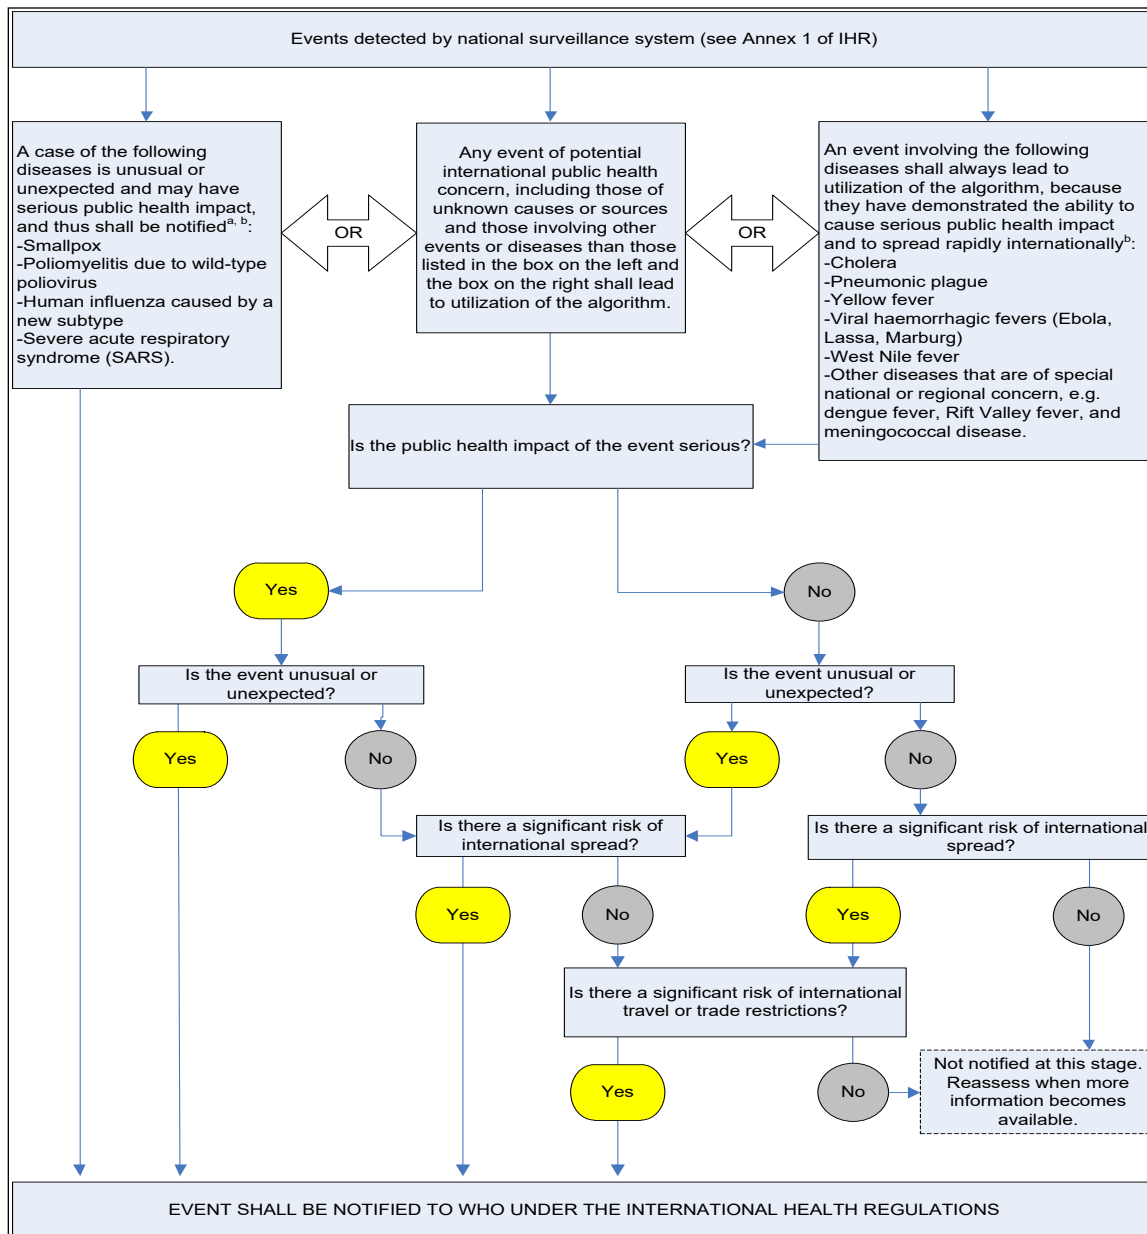 Events detected by national surveillance system (see Annex 1 of IHR)
A case of the following
diseases is unusual or
unexpected and may have
serious public health impact,
and thus shall be notifiedᵃ, ᵇ:
-Smallpox
-Poliomyelitis due to wild-type
poliovirus
-Human influenza caused by a
new subtype
-Severe acute respiratory
syndrome (SARS).
OR
Any event of potential
international public health
concern, including those of
unknown causes or sources
and those involving other
events or diseases than those
listed in the box on the left and
the box on the right shall lead
to utilization of the algorithm.
OR
An event involving the following
diseases shall always lead to
utilization of the algorithm, because
they have demonstrated the ability to
cause serious public health impact
and to spread rapidly internationallyᵇ:
-Cholera
-Pneumonic plague
-Yellow fever
-Viral haemorrhagic fevers (Ebola,
Lassa, Marburg)
-West Nile fever
-Other diseases that are of special
national or regional concern, e.g.
dengue fever, Rift Valley fever, and
meningococcal disease.
Is the public health impact of the event serious?
Yes
No
Is the event unusual or
unexpected?
Is the event unusual or
unexpected?
Yes
No
Yes
No
Is there a significant risk of
international spread?
Is there a significant risk of international
spread?
Yes
No
Yes
No
Is there a significant risk of international
travel or trade restrictions?
Yes
No
Not notified at this stage.
Reassess when more
information becomes
available.
EVENT SHALL BE NOTIFIED TO WHO UNDER THE INTERNATIONAL HEALTH REGULATIONS